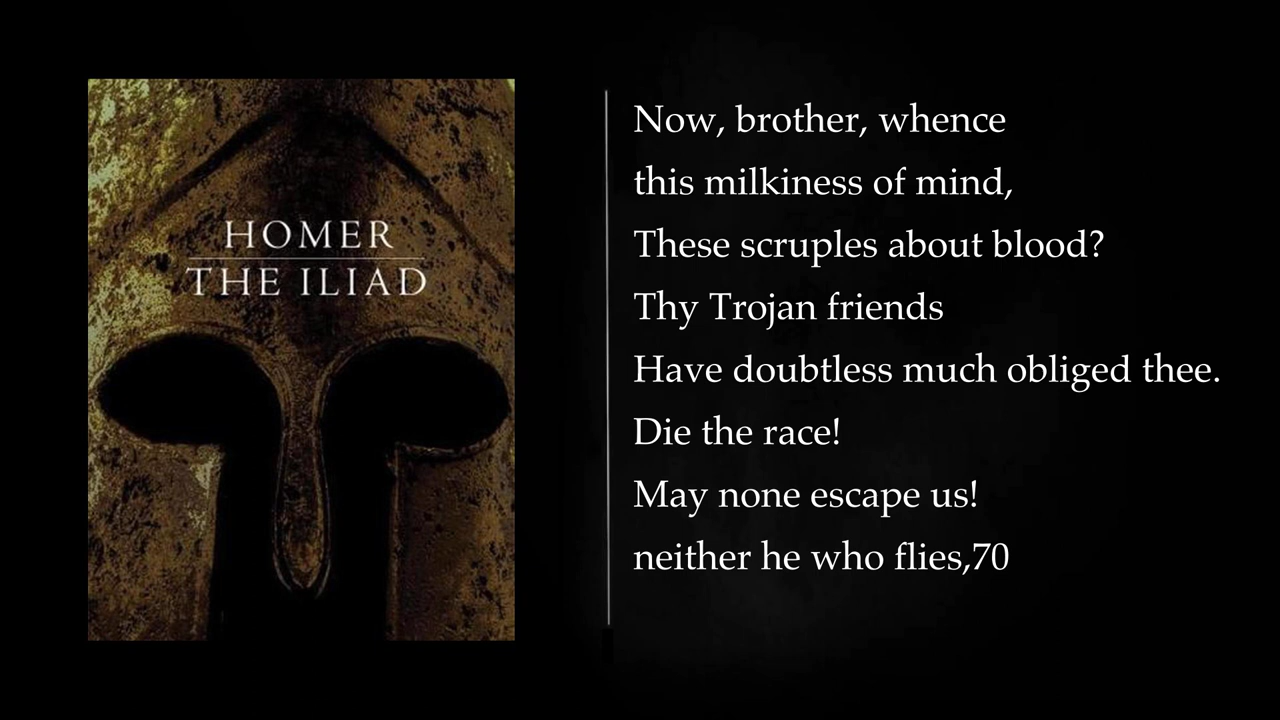 HOMER
THE ILIAD
Now, brother, whence
this milkiness of mind,
These scruples about blood?
Thy Trojan friends
Have doubtless much obliged thee.
Die the race!
May none escape us!
neither he who flies,70